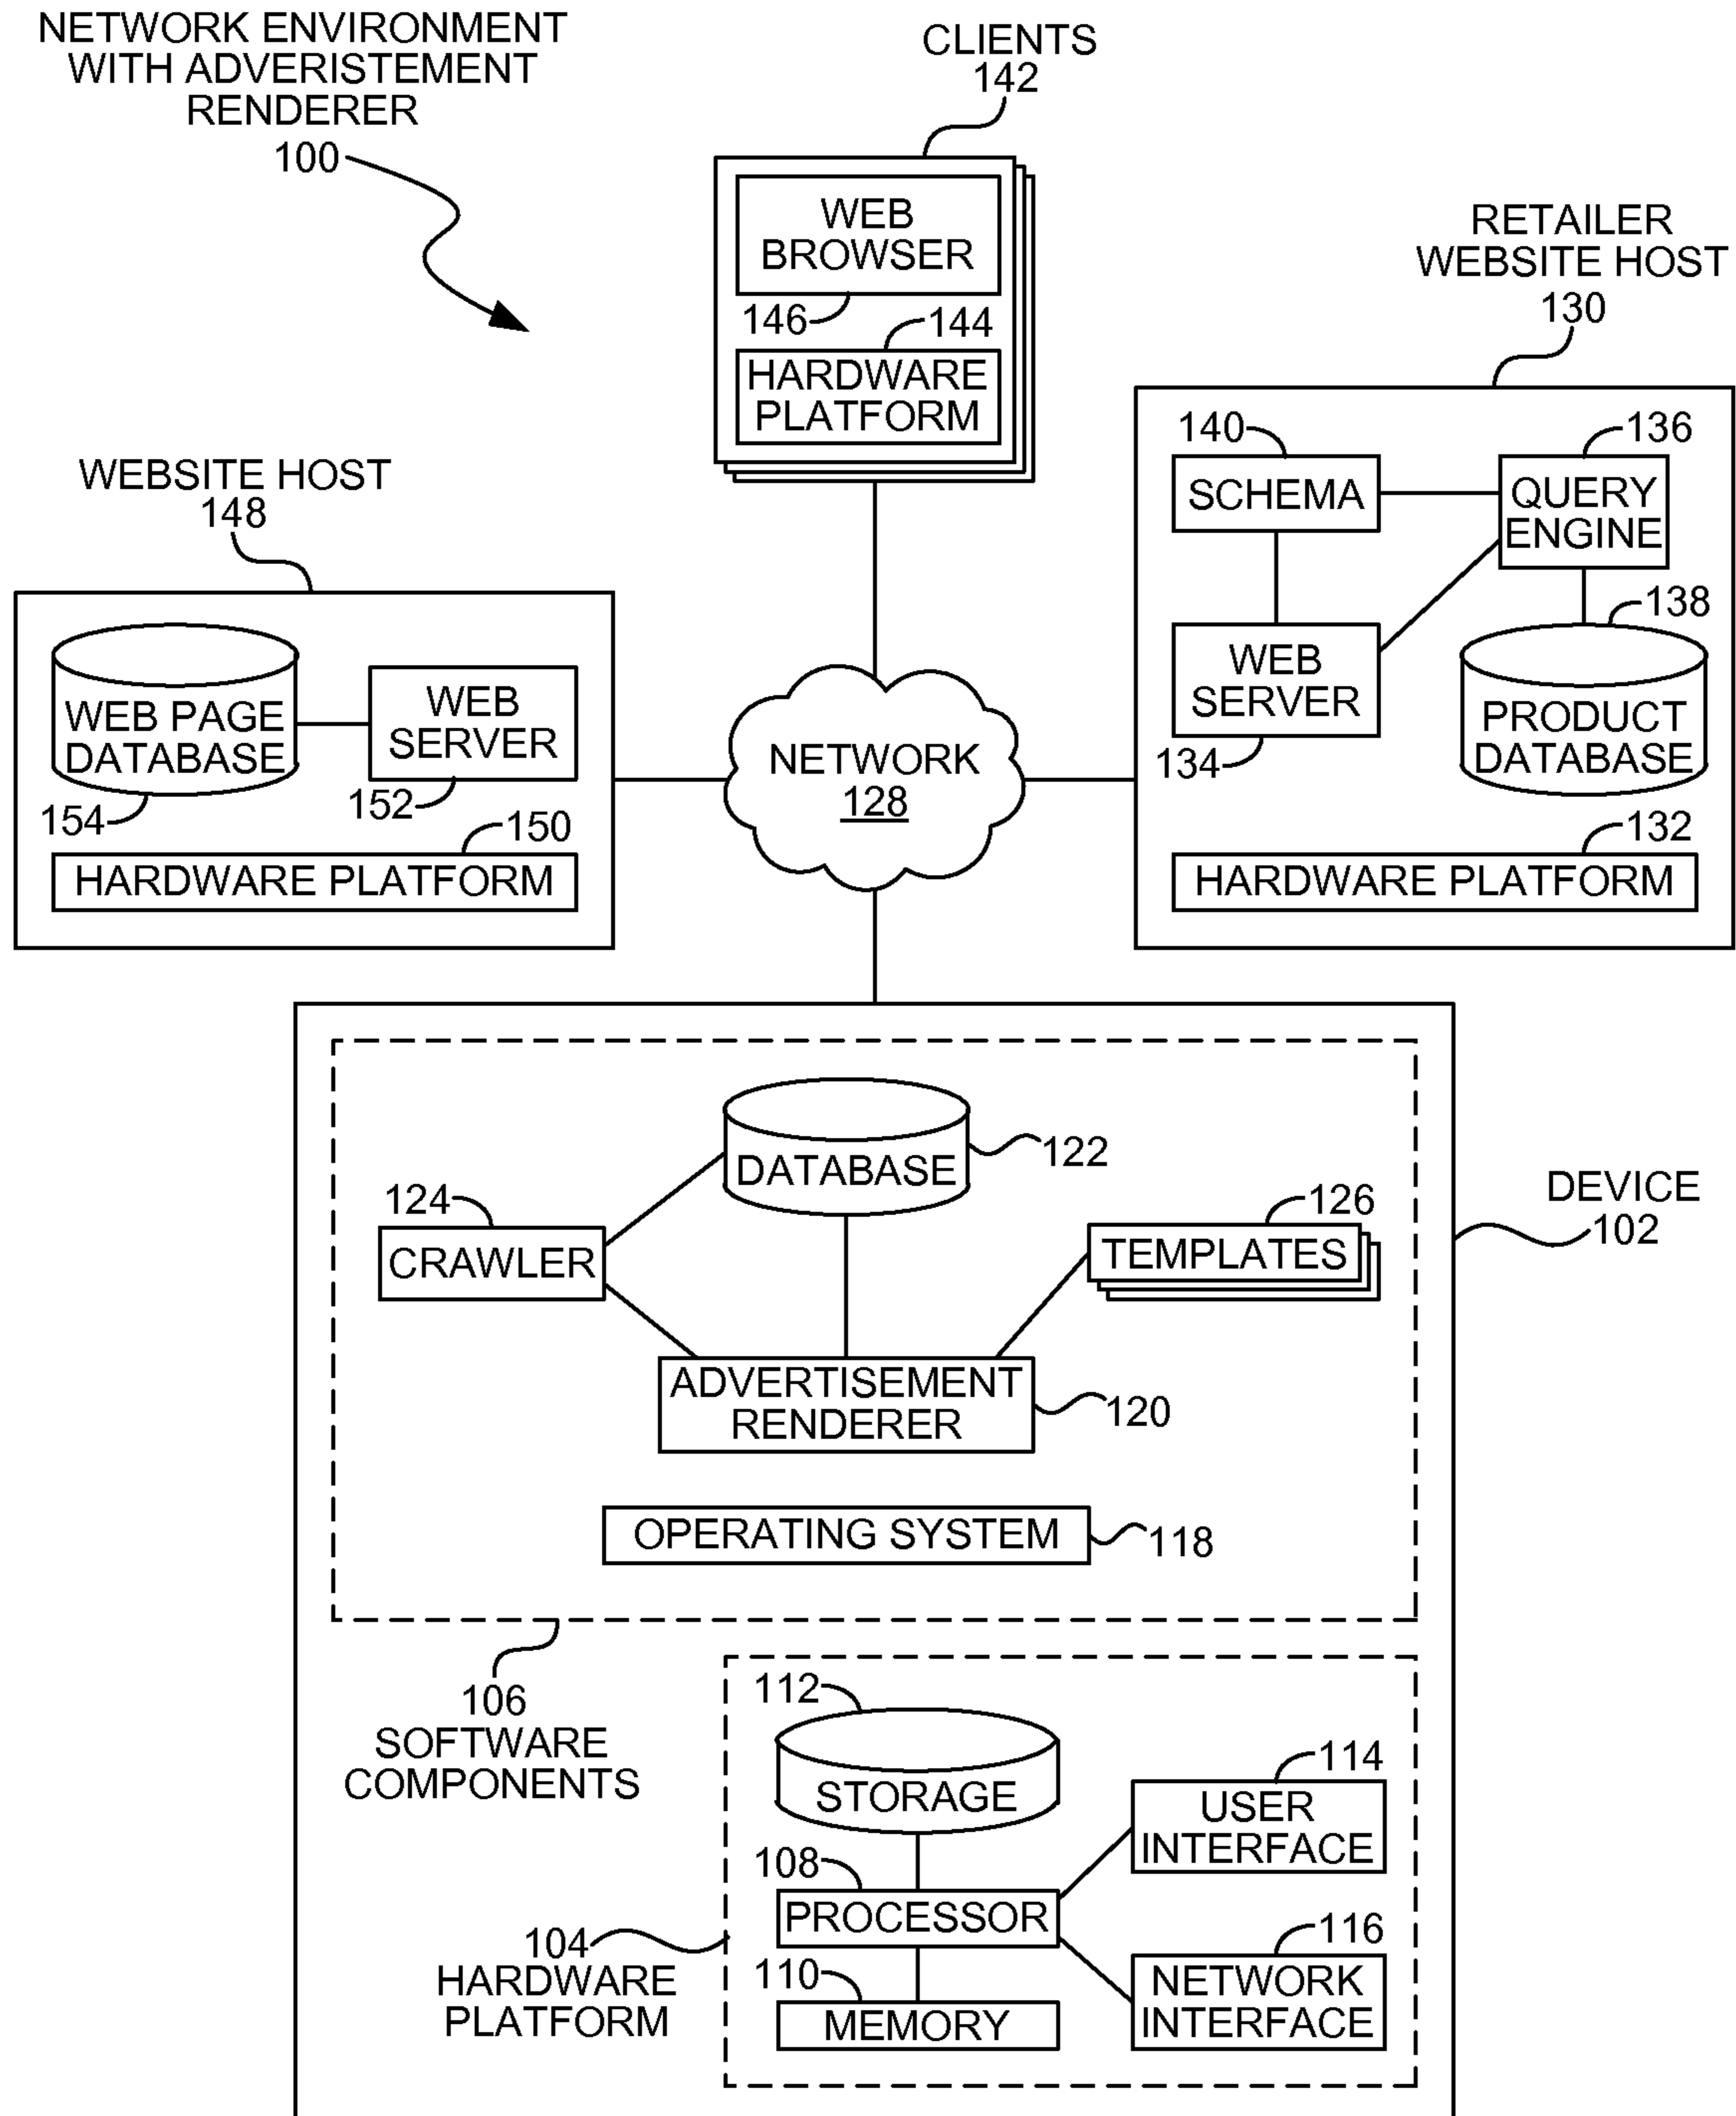 NETWORK ENVIRONMENT
WITH ADVERISTEMENT
RENDERER
100
CLIENTS
142
WEB
BROWSER
146
144
HARDWARE
PLATFORM
RETAILER
WEBSITE HOST
130
140
136
SCHEMA
QUERY
ENGINE
138
WEB
SERVER
134
PRODUCT
DATABASE
132
HARDWARE PLATFORM
WEBSITE HOST
148
WEB PAGE
DATABASE
WEB
SERVER
154
152
150
HARDWARE PLATFORM
NETWORK
128
DATABASE
122
124
CRAWLER
126
TEMPLATES
DEVICE
102
ADVERTISEMENT
RENDERER
120
OPERATING SYSTEM
118
106
SOFTWARE
COMPONENTS
112
STORAGE
114
USER
INTERFACE
108
PROCESSOR
104
HARDWARE
PLATFORM
110
MEMORY
116
NETWORK
INTERFACE